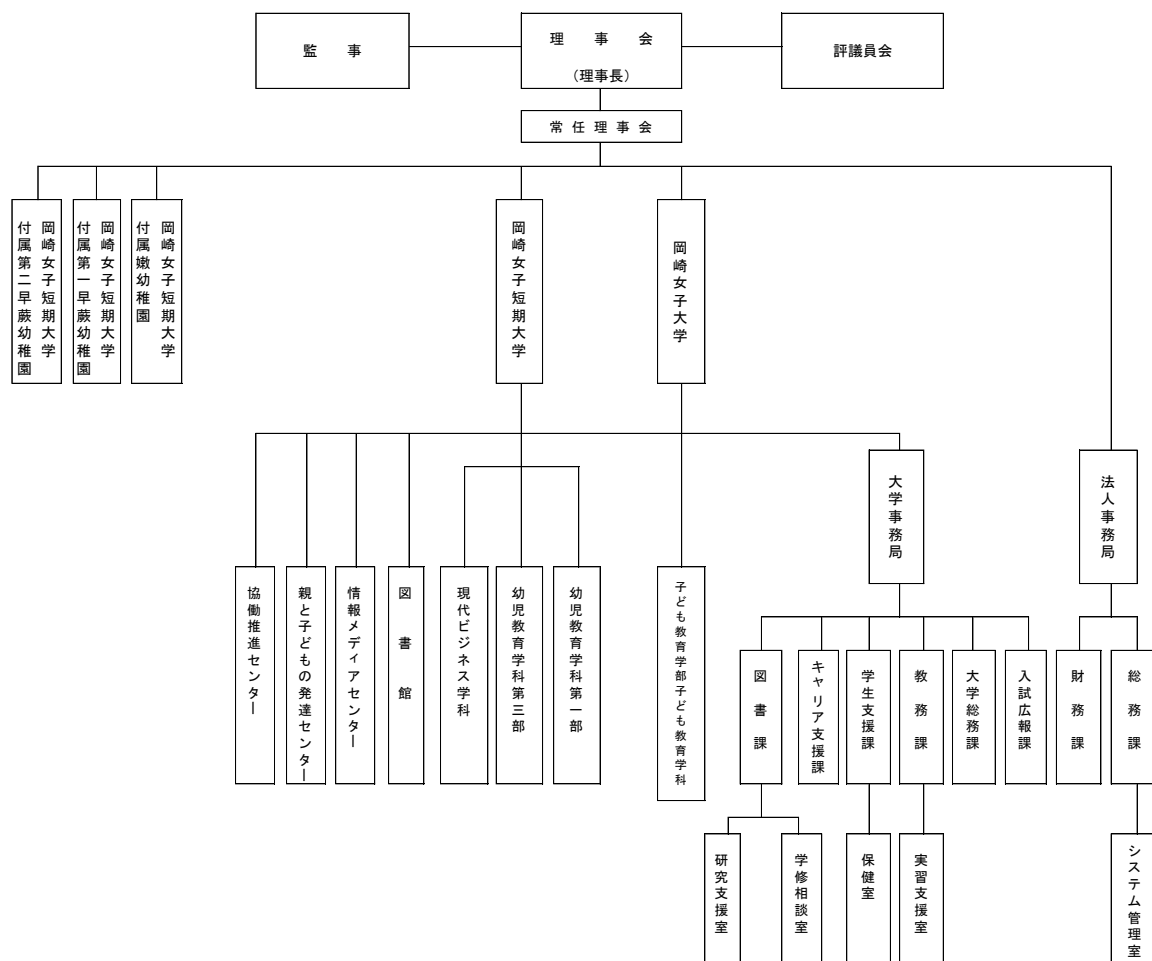 監　事
理　事　会
（理事長）
評議員会
常任理事会
岡崎女子短期大学
付属第二早蕨幼稚園
岡崎女子短期大学
付属第一早蕨幼稚園
岡崎女子短期大学
付属嫩幼稚園
岡崎女子短期大学
岡崎女子大学
大学事務局
法人事務局
協働推進センター
親と子どもの発達センター
情報メディアセンター
図　書　館
現代ビジネス学科
幼児教育学科第三部
幼児教育学科第一部
子ども教育学部子ども教育学科
図　書　課
キャリア支援課
学生支援課
教　務　課
大学総務課
入試広報課
財　務　課
総　務　課
研究支援室
学修相談室
保健室
実習支援室
システム管理室